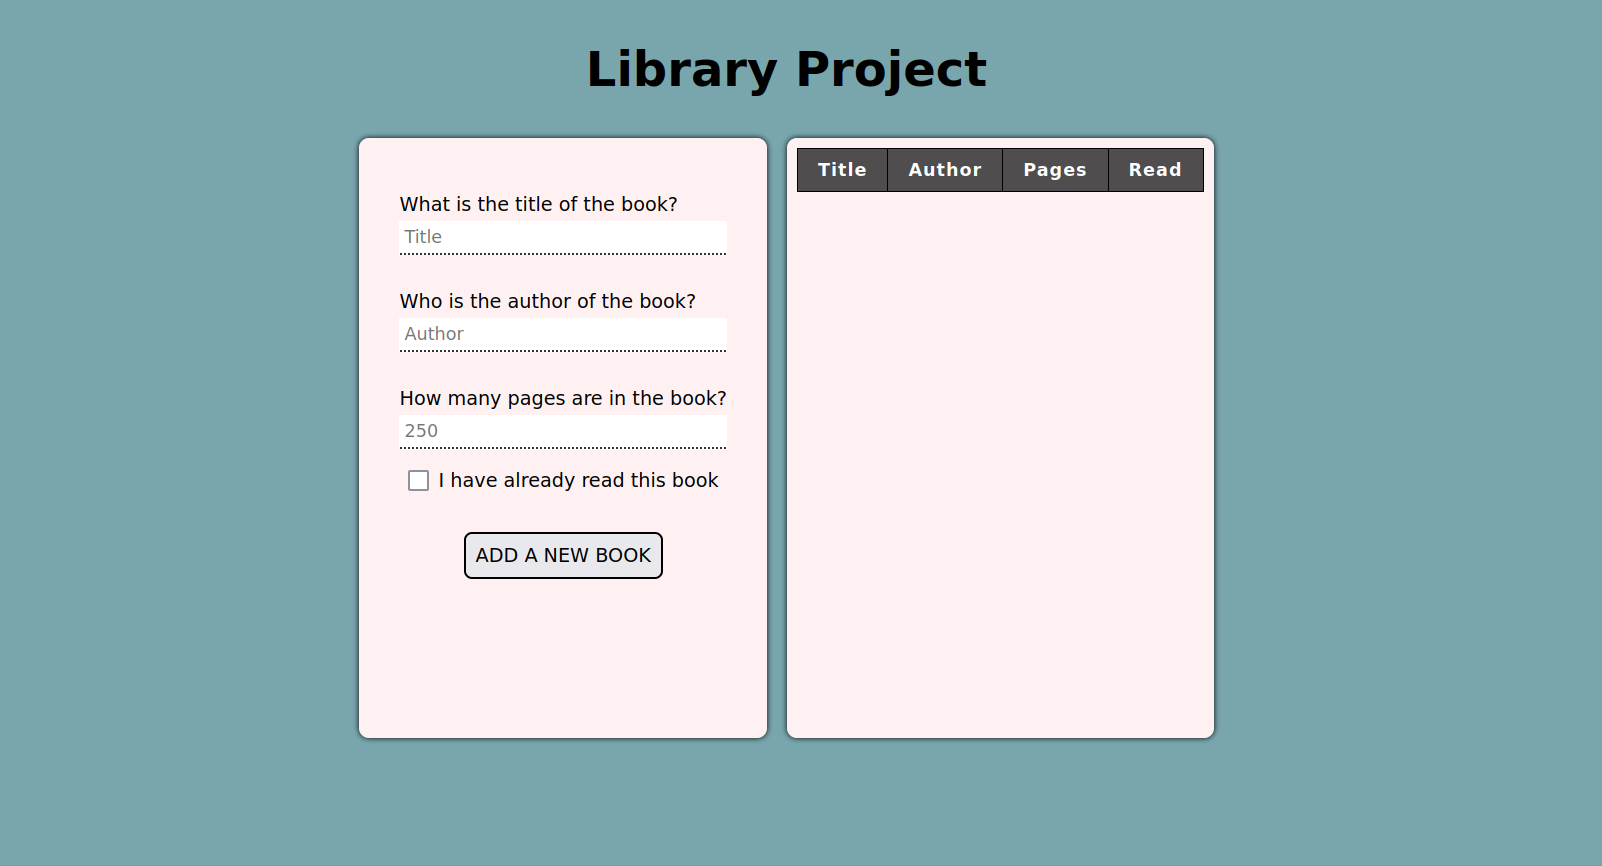 Library Project
What is the title of the book?
Title
Who is the author of the book?
Author
How many pages are in the book?
250
I have already read this book
ADD A NEW BOOK
Title Author Pages Read